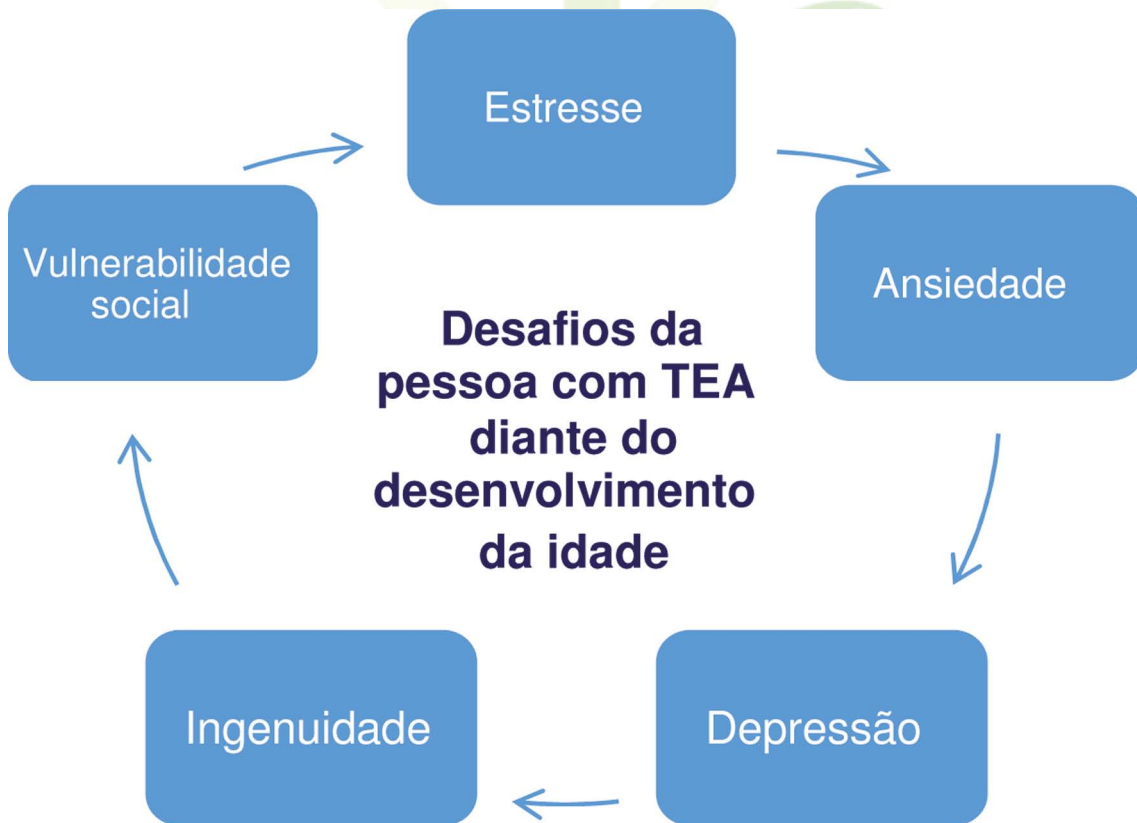 Estresse
Ansiedade
Depressão
Ingenuidade
Vulnerabilidade
social
Desafios da
pessoa com TEA
diante do
desenvolvimento
da idade